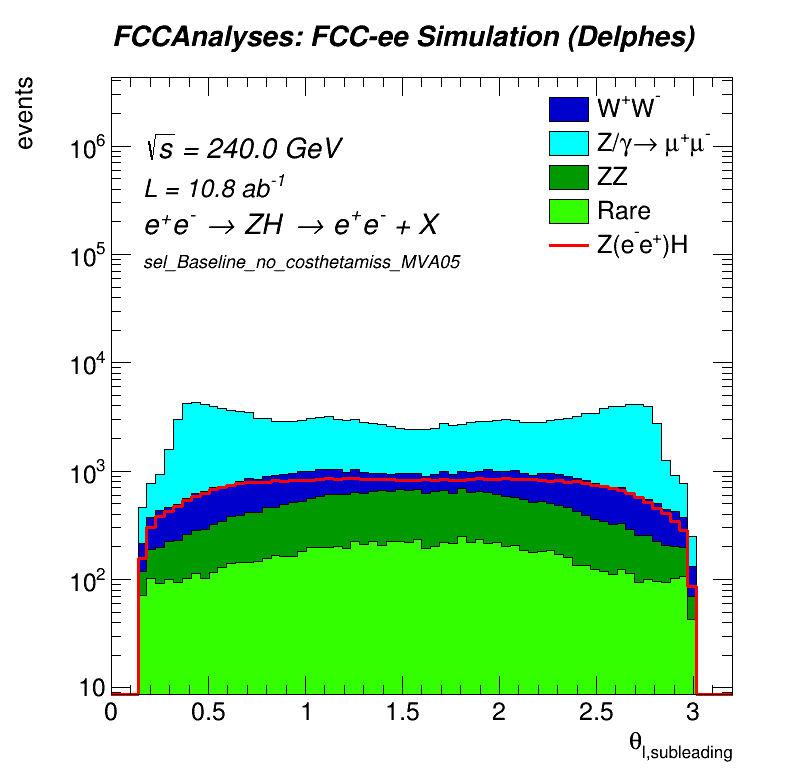 FCCAnalyses: FCC-ee Simulation (Delphes)
events
√s = 240.0 GeV
L = 10.8 ab⁻¹
e⁺e⁻ → ZH → e⁺e⁻ + X
sel_Baseline_no_costhetamiss_MVA05
W⁺W⁻
Z/γ→ μ⁺μ⁻
ZZ
Rare
Z(e⁻e⁺)H
10⁶
10⁵
10⁴
10³
10²
10
0 0.5 1 1.5 2 2.5 3
θ_l,subleading